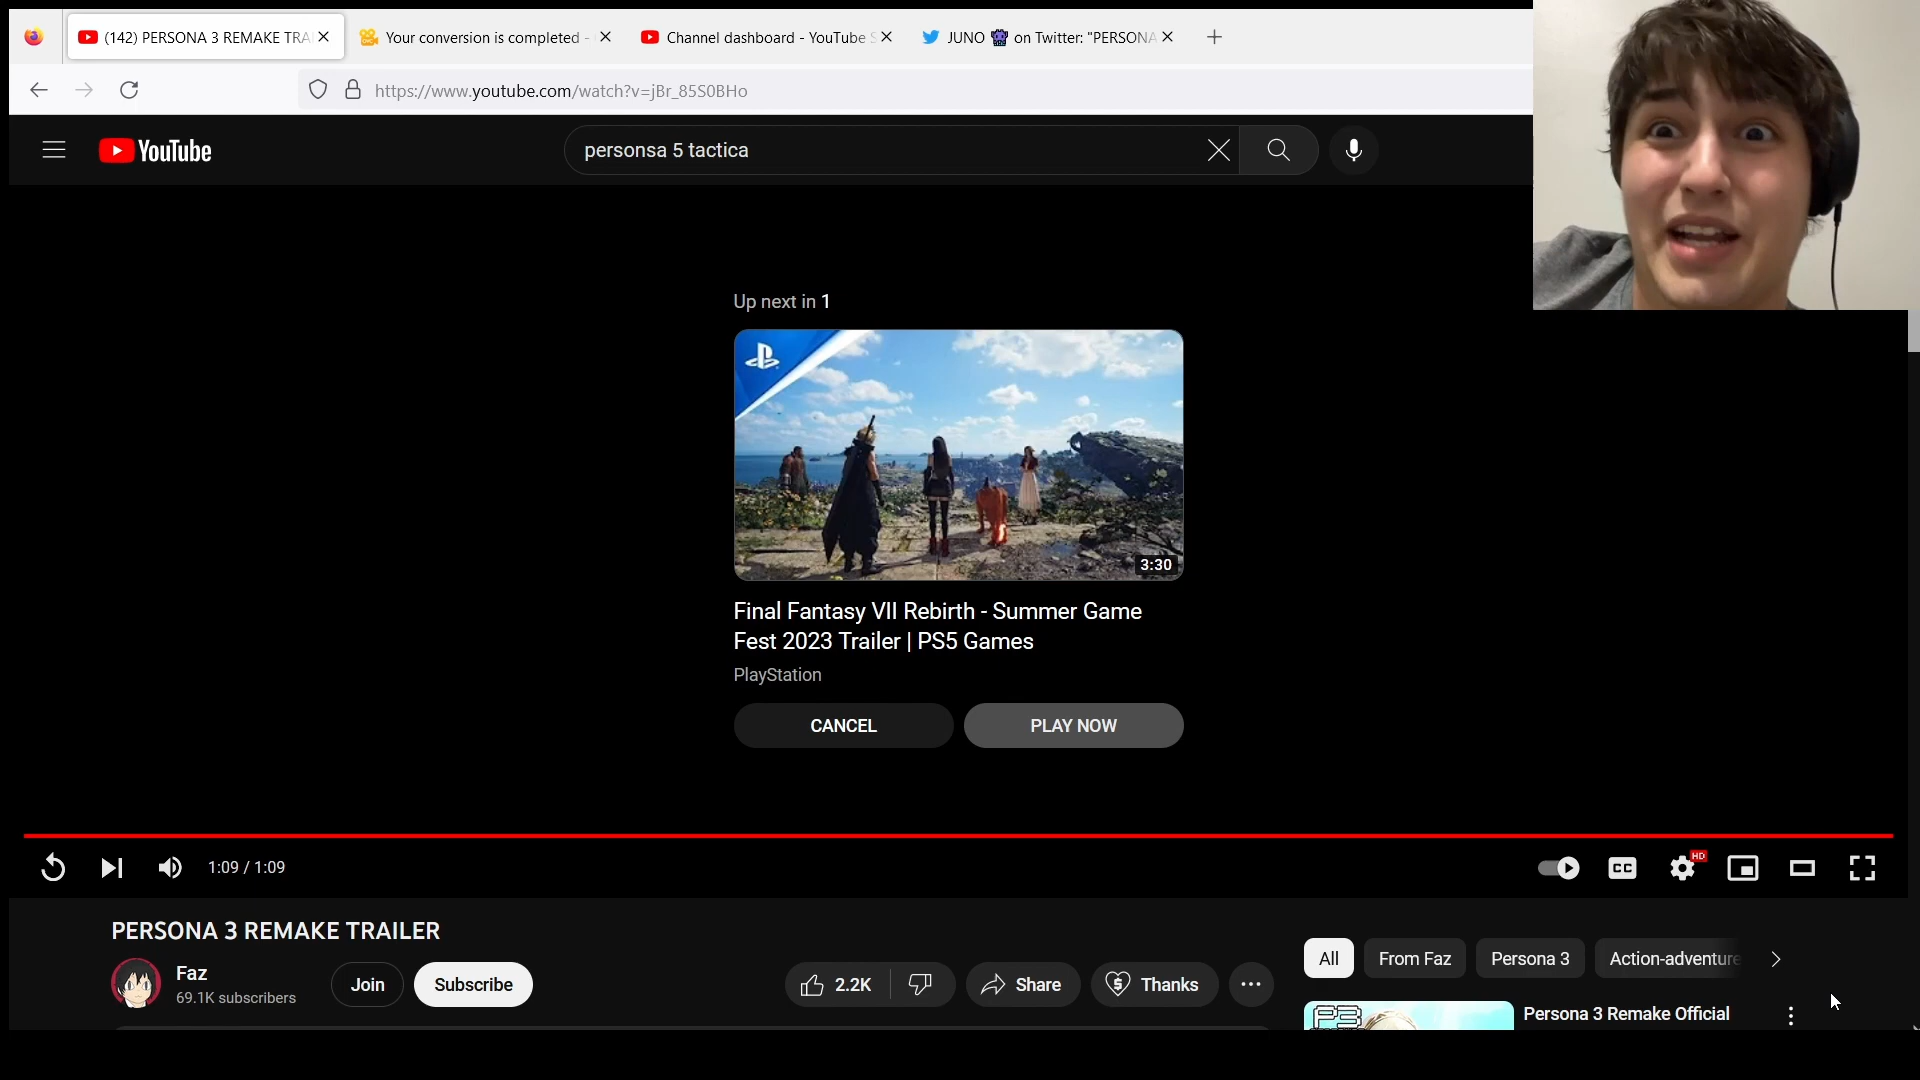 (142) PERSONA 3 REMAKE TRA
Your conversion is completed -
Channel dashboard - YouTube S
JUNO on Twitter: "PERSONA
https://www.youtube.com/watch?v=jBr_85S0BHo
YouTube
personsa 5 tactica
Up next in 1
3:30
Final Fantasy VII Rebirth - Summer Game
Fest 2023 Trailer | PS5 Games
PlayStation
CANCEL
PLAY NOW
1:09 / 1:09
CC
HD
PERSONA 3 REMAKE TRAILER
Faz
69.1K subscribers
Join
Subscribe
2.2K
Share
Thanks
All
From Faz
Persona 3
Action-adventure
P3
Persona 3 Remake Official